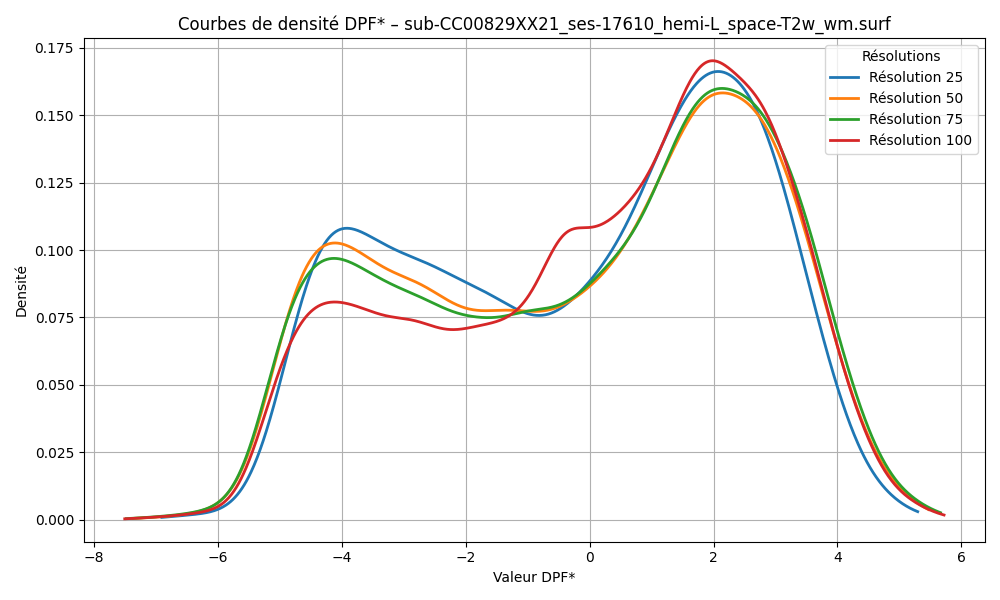 Courbes de densité DPF* – sub-CC00829XX21_ses-17610_hemi-L_space-T2w_wm.surf
Résolutions
Résolution 25
Résolution 50
Résolution 75
Résolution 100
Densité
0.175
0.150
0.125
0.100
0.075
0.050
0.025
0.000
−8 −6 −4 −2 0 2 4 6
Valeur DPF*